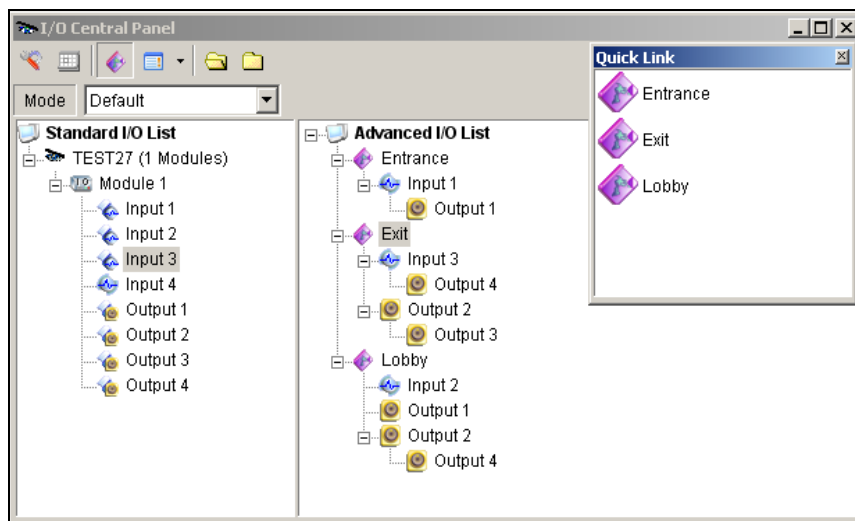 I/O Central Panel
Mode Default
Standard I/O List
TEST27 (1 Modules)
Module 1
Input 1
Input 2
Input 3
Input 4
Output 1
Output 2
Output 3
Output 4
Advanced I/O List
Entrance
Input 1
Output 1
Exit
Input 3
Output 4
Output 2
Output 3
Lobby
Input 2
Output 1
Output 2
Output 4
Quick Link
Entrance
Exit
Lobby